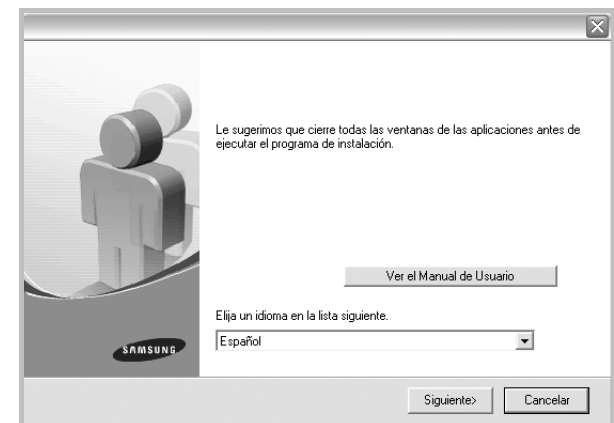 Le sugerimos que cierre todas las ventanas de las aplicaciones antes de
ejecutar el programa de instalación.
Ver el Manual de Usuario
Elija un idioma en la lista siguiente.
Español
SAMSUNG
Siguiente>
Cancelar